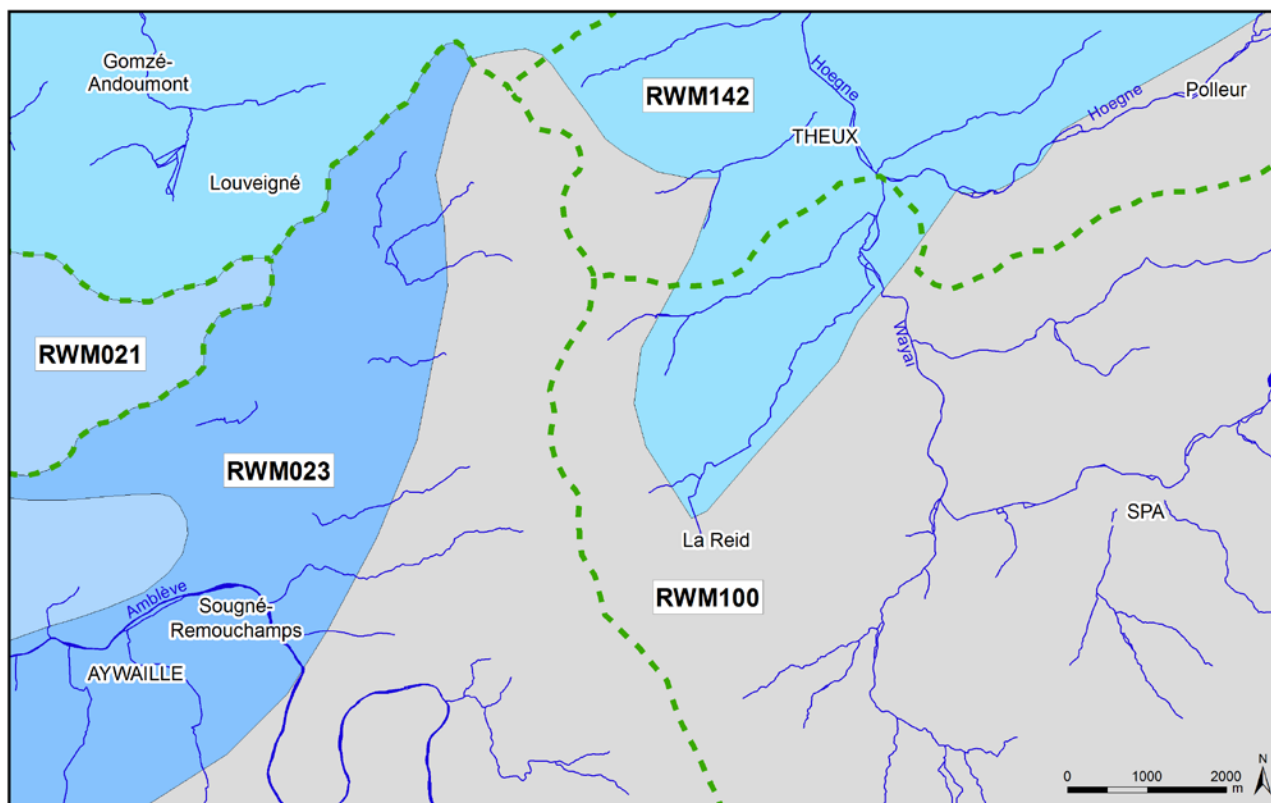 Gomzé-
Andoumont
Louveigné
RWM142
Hoegne
THEUX
Hoegne
Polleur
RWM021
RWM023
Wayai
La Reid
SPA
RWM100
Amblève
Sougné-
Remouchamps
AYWAILLE
0 1000 2000
m
N